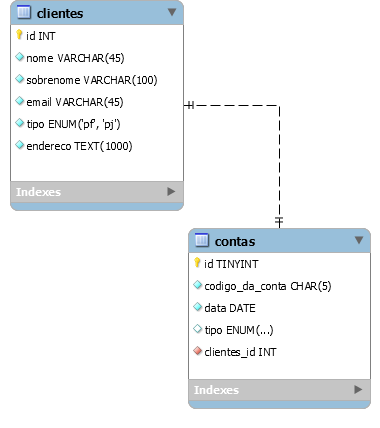 clientes
id INT
nome VARCHAR(45)
sobrenome VARCHAR(100)
email VARCHAR(45)
tipo ENUM('pf', 'pj')
endereco TEXT(1000)
Indexes
contas
id TINYINT
codigo_da_conta CHAR(5)
data DATE
tipo ENUM(...)
clientes_id INT
Indexes